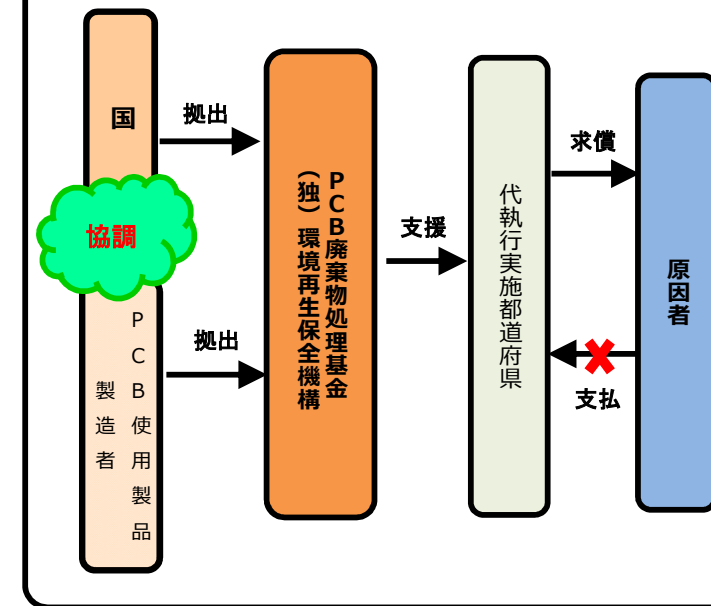 国
協調
PCB使用製品
製造者
拠出
拠出
PCB廃棄物処理基金
（独）環境再生保全機構
支援
代執行実施都道府県
求償
支払
原因者